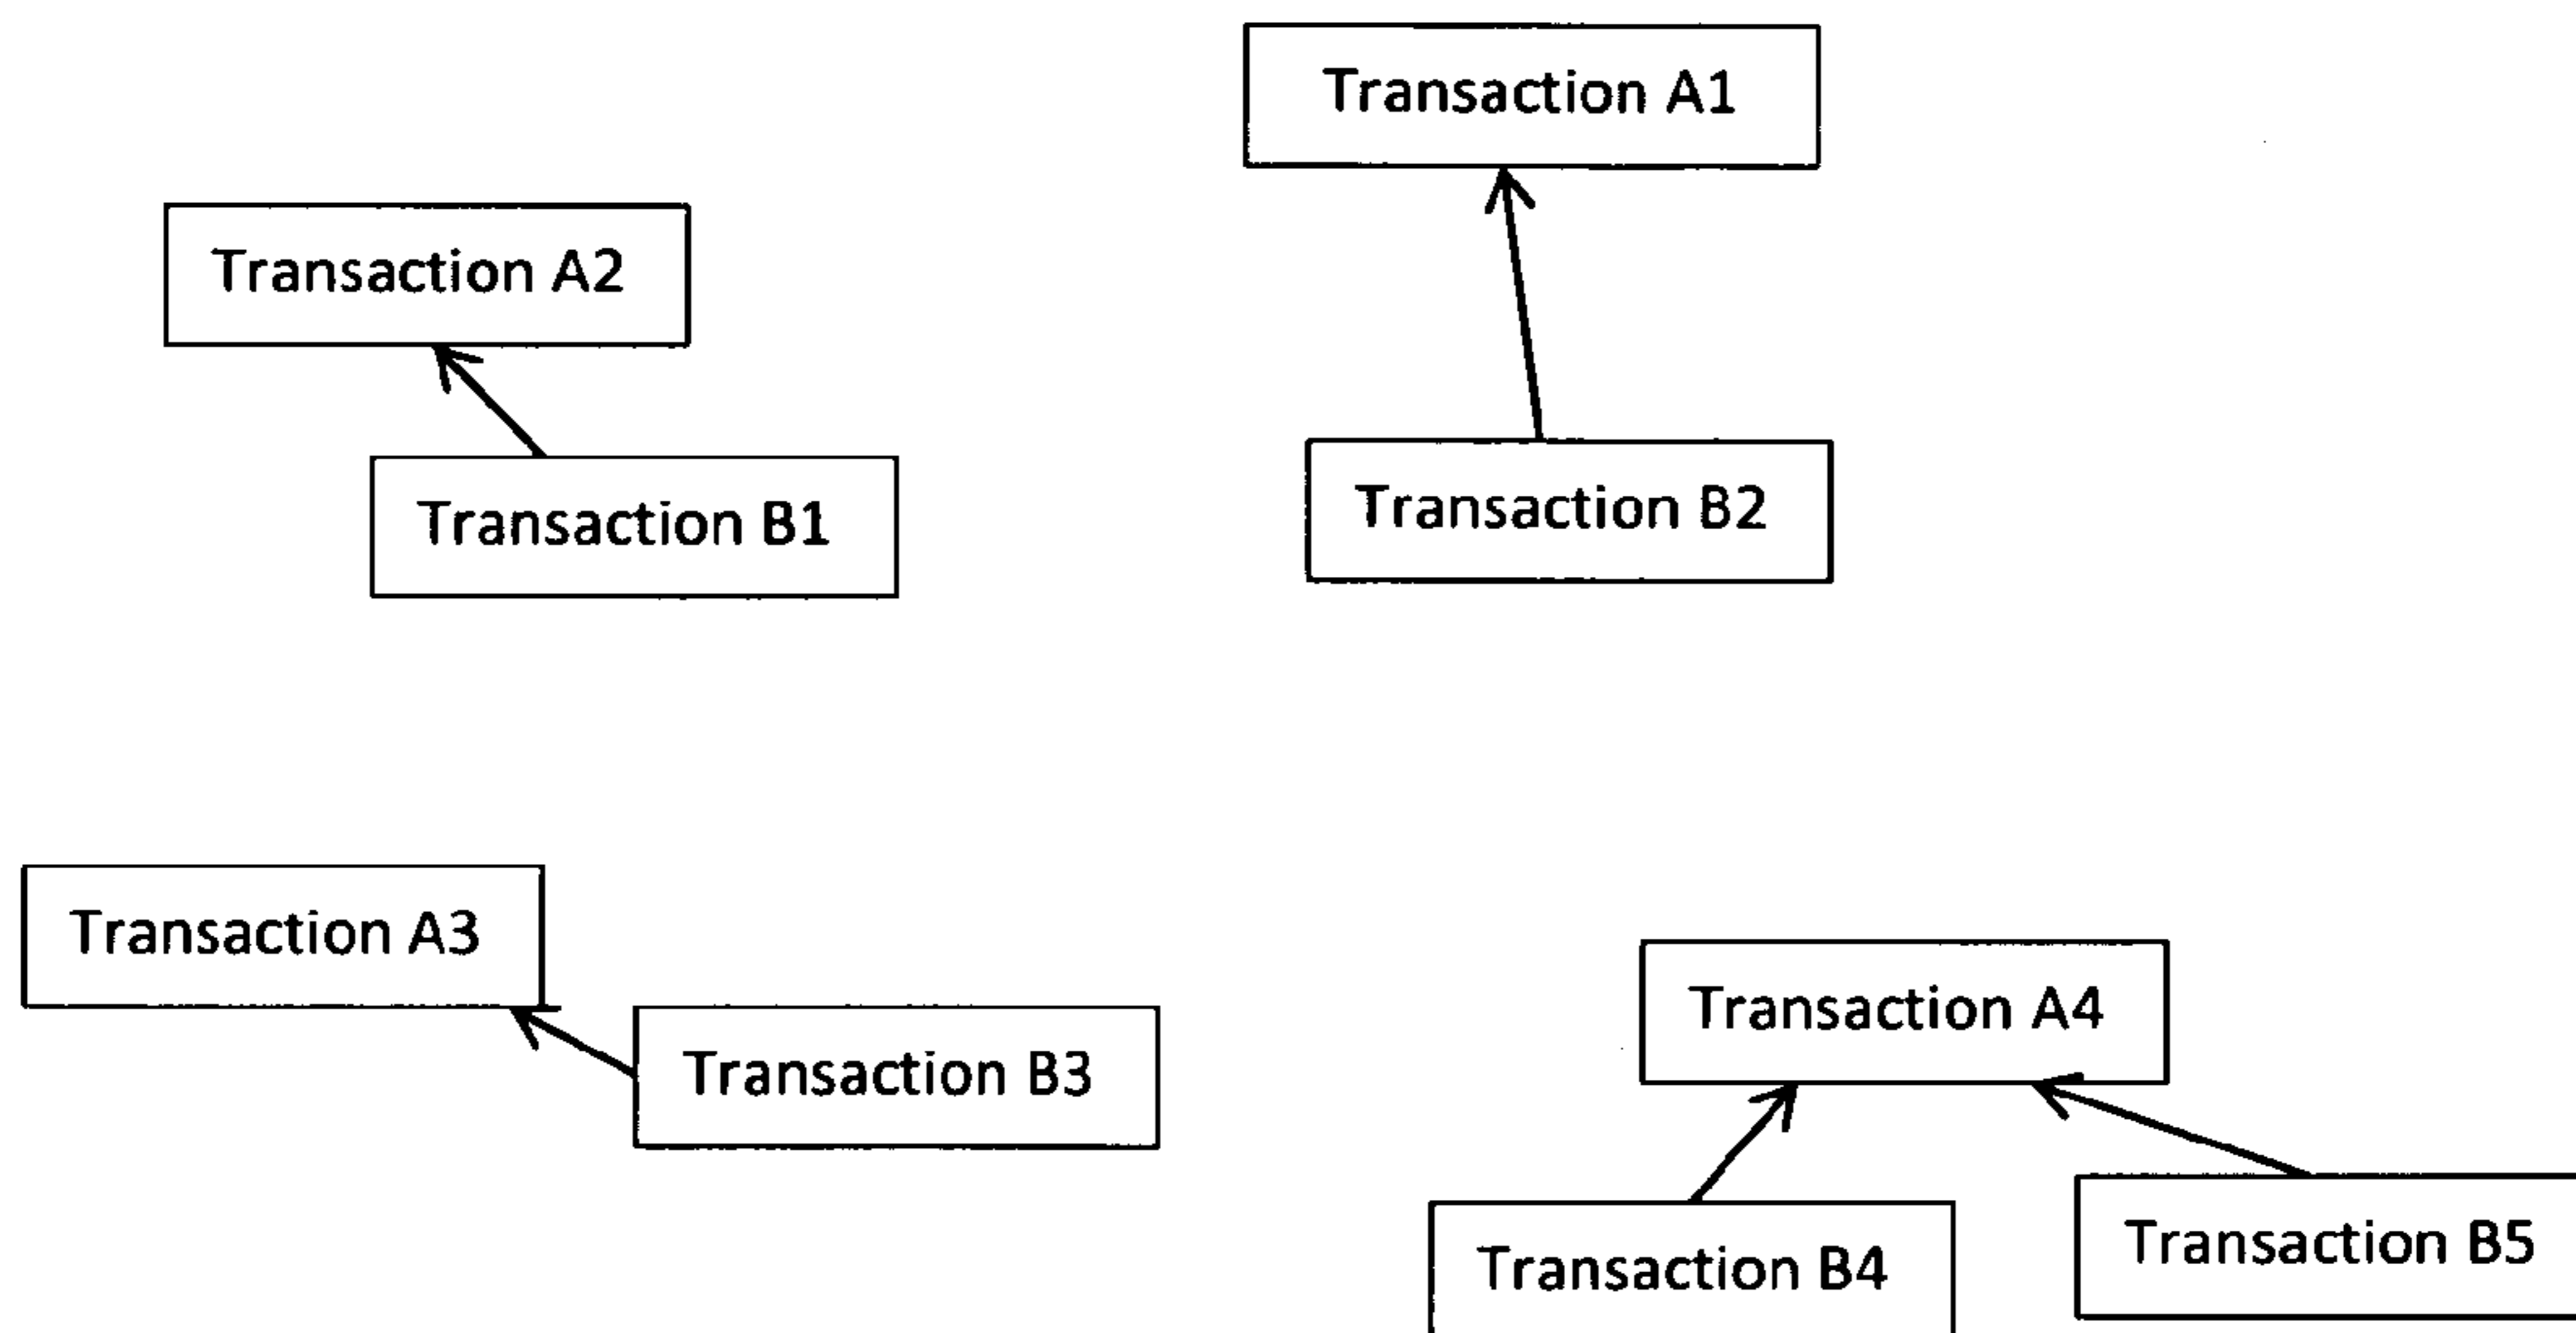 Transaction A1
Transaction A2
Transaction B2
Transaction B1
Transaction A3
Transaction A4
Transaction B3
Transaction B5
Transaction B4